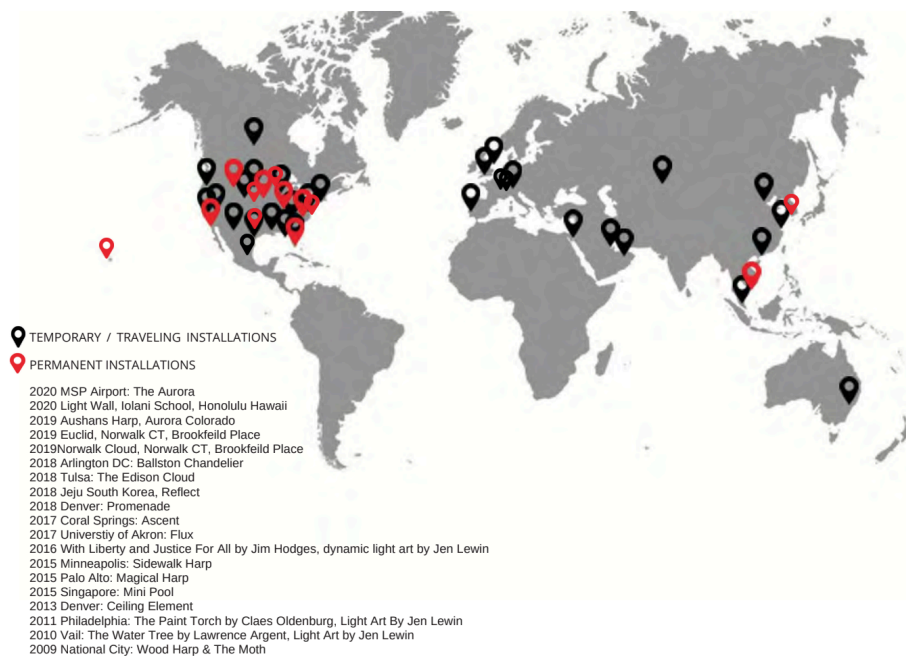 TEMPORARY / TRAVELING INSTALLATIONS
PERMANENT INSTALLATIONS
2020 MSP Airport: The Aurora
2020 Light Wall, Iolani School, Honolulu Hawaii
2019 Aushans Harp, Aurora Colorado
2019 Euclid, Norwalk CT, Brookfeild Place
2019Norwalk Cloud, Norwalk CT, Brookfeild Place
2018 Arlington DC: Ballston Chandelier
2018 Tulsa: The Edison Cloud
2018 Jeju South Korea, Reflect
2018 Denver: Promenade
2017 Coral Springs: Ascent
2017 Universtiy of Akron: Flux
2016 With Liberty and Justice For All by Jim Hodges, dynamic light art by Jen Lewin
2015 Minneapolis: Sidewalk Harp
2015 Palo Alto: Magical Harp
2015 Singapore: Mini Pool
2013 Denver: Ceiling Element
2011 Philadelphia: The Paint Torch by Claes Oldenburg, Light Art By Jen Lewin
2010 Vail: The Water Tree by Lawrence Argent, Light Art by Jen Lewin
2009 National City: Wood Harp & The Moth